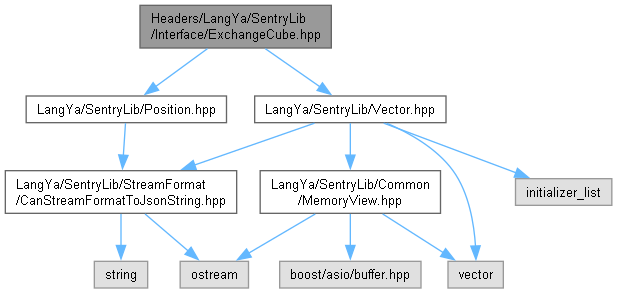 Headers/LangYa/SentryLib
/Interface/ExchangeCube.hpp
LangYa/SentryLib/Position.hpp
LangYa/SentryLib/Vector.hpp
LangYa/SentryLib/StreamFormat
/CanStreamFormatToJsonString.hpp
LangYa/SentryLib/Common
/MemoryView.hpp
initializer_list
string
ostream
boost/asio/buffer.hpp
vector